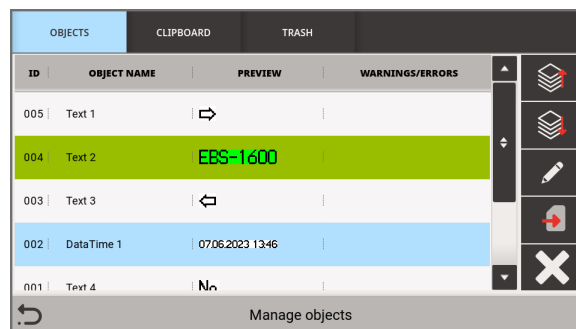 OBJECTS CLIPBOARD TRASH
ID OBJECT NAME PREVIEW WARNINGS/ERRORS
005 Text 1
004 Text 2 EBS-1600
003 Text 3
002 DataTime 1 07.06.2023 13:46
001 Text 4 No
Manage objects